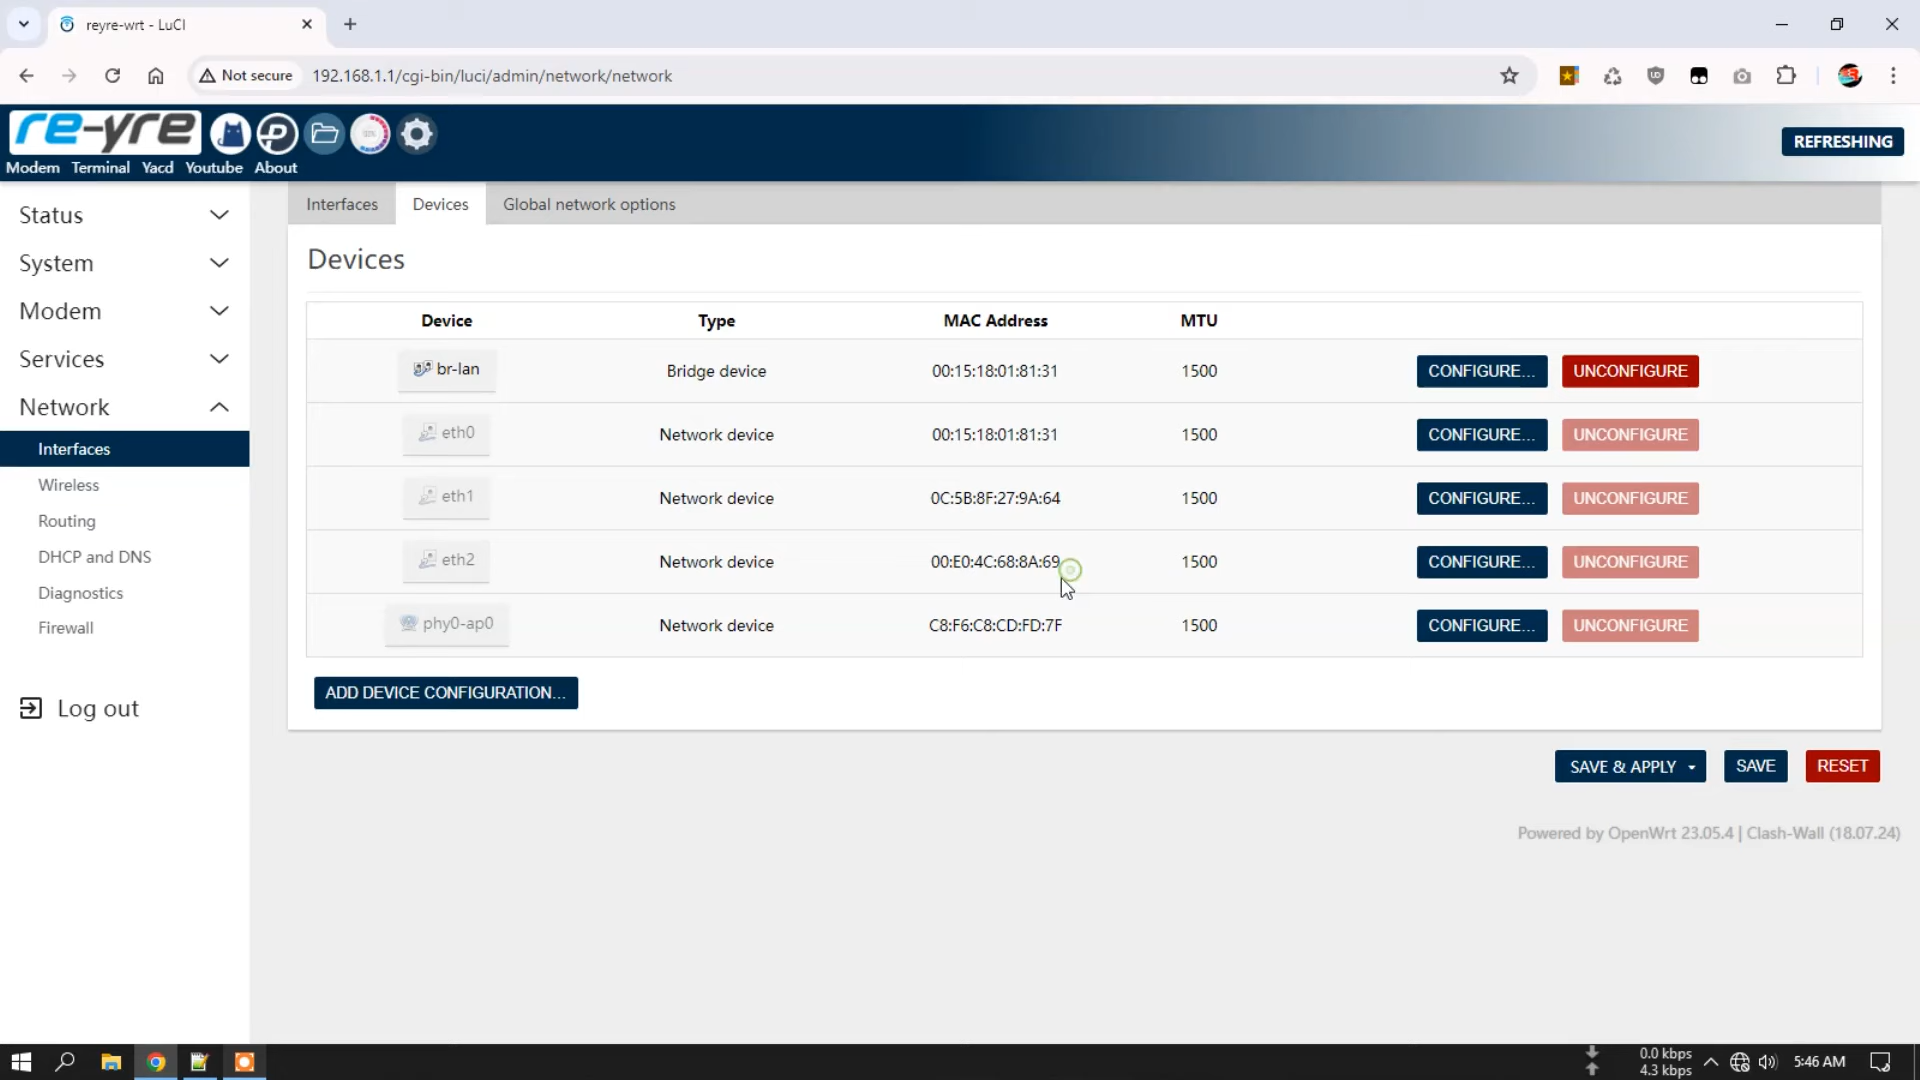 reyre-wrt - LuCI
Not secure
192.168.1.1/cgi-bin/luci/admin/network/network
re-yre
REFRESHING
Modem Terminal Yacd Youtube About
Status
System
Modem
Services
Network
Interfaces
Wireless
Routing
DHCP and DNS
Diagnostics
Firewall
Log out
Interfaces Devices Global network options
Devices
Device Type MAC Address MTU
br-lan Bridge device 00:15:18:01:81:31 1500 CONFIGURE... UNCONFIGURE
eth0 Network device 00:15:18:01:81:31 1500 CONFIGURE... UNCONFIGURE
eth1 Network device 0C:5B:8F:27:9A:64 1500 CONFIGURE... UNCONFIGURE
eth2 Network device 00:E0:4C:68:8A:69 1500 CONFIGURE... UNCONFIGURE
phy0-ap0 Network device C8:F6:C8:CD:FD:7F 1500 CONFIGURE... UNCONFIGURE
ADD DEVICE CONFIGURATION...
SAVE & APPLY SAVE RESET
Powered by OpenWrt 23.05.4 | Clash-Wall (18.07.24)
0.0 kbps
4.3 kbps
5:46 AM